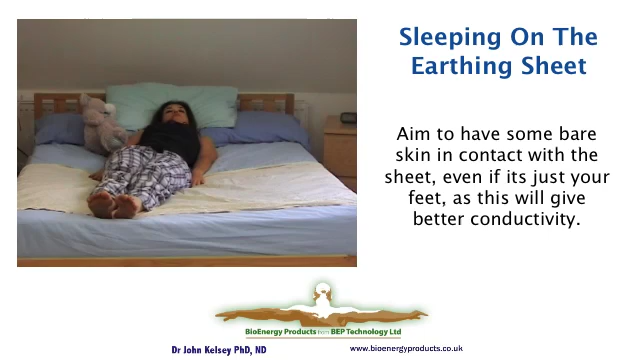 Sleeping On The
Earthing Sheet
Aim to have some bare
skin in contact with the
sheet, even if its just your
feet, as this will give
better conductivity.
BioEnergy Products from BEP Technology Ltd
Dr John Kelsey PhD, ND
www.bioenergyproducts.co.uk